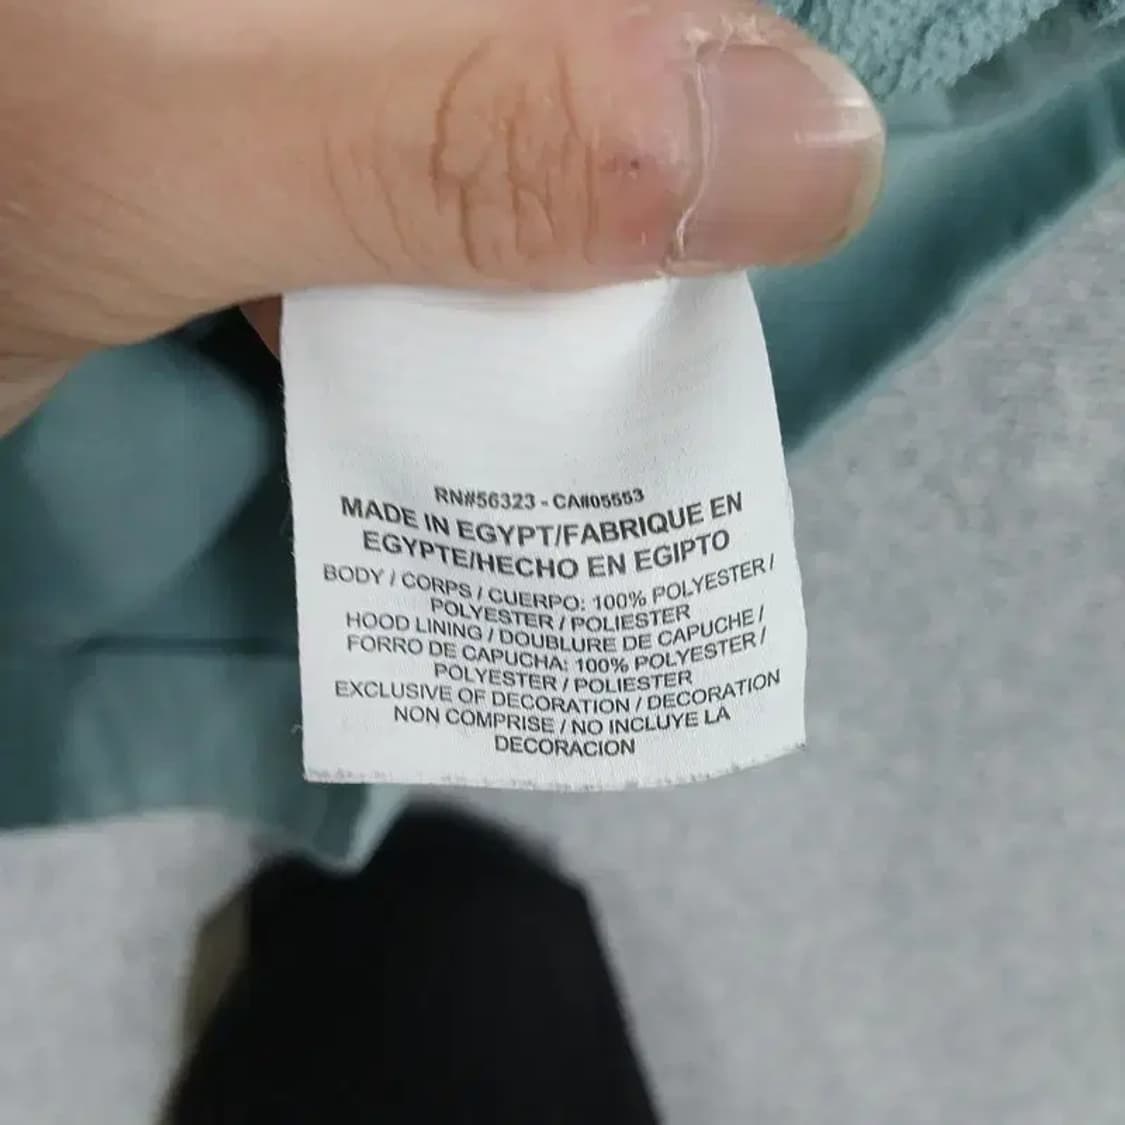 RN#56323 - CA#05553
MADE IN EGYPT/FABRIQUE EN
EGYPTE/HECHO EN EGIPTO
BODY / CORPS / CUERPO: 100% POLYESTER /
POLYESTER / POLIESTER
HOOD LINING / DOUBLURE DE CAPUCHE /
FORRO DE CAPUCHA: 100% POLYESTER /
POLYESTER / POLIESTER
EXCLUSIVE OF DECORATION / DECORATION
NON COMPRISE / NO INCLUYE LA
DECORACION